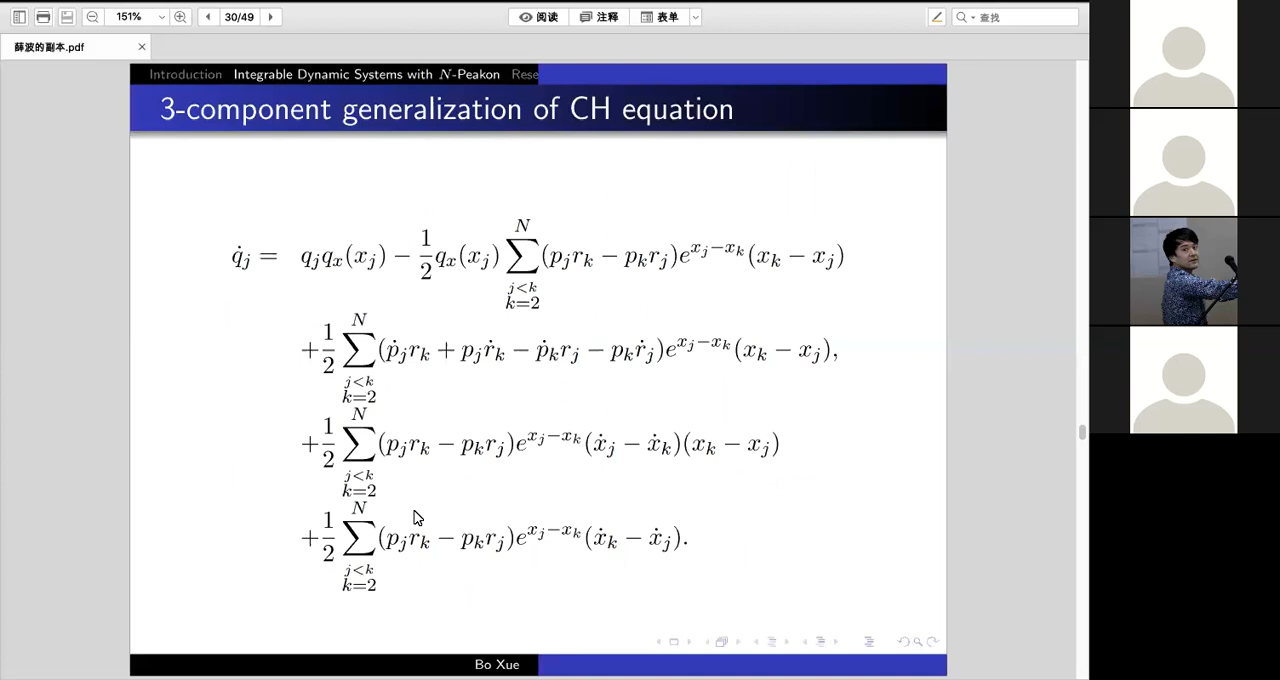 151%
30/49
阅读
注释
表单
查找
薛波的副本.pdf
Introduction Integrable Dynamic Systems with N-Peakon Rese
3-component generalization of CH equation
q̇_j = q_j q_x(x_j) − 1/2 q_x(x_j) ∑_{j<k, k=2}^{N} (p_j r_k − p_k r_j)e^{x_j−x_k}(x_k − x_j)
+1/2 ∑_{j<k, k=2}^{N} (ṗ_j r_k + p_j ṙ_k − ṗ_k r_j − p_k ṙ_j)e^{x_j−x_k}(x_k − x_j),
+1/2 ∑_{j<k, k=2}^{N} (p_j r_k − p_k r_j)e^{x_j−x_k}(ẋ_j − ẋ_k)(x_k − x_j)
+1/2 ∑_{j<k, k=2}^{N} (p_j r_k − p_k r_j)e^{x_j−x_k}(ẋ_k − ẋ_j).
Bo Xue